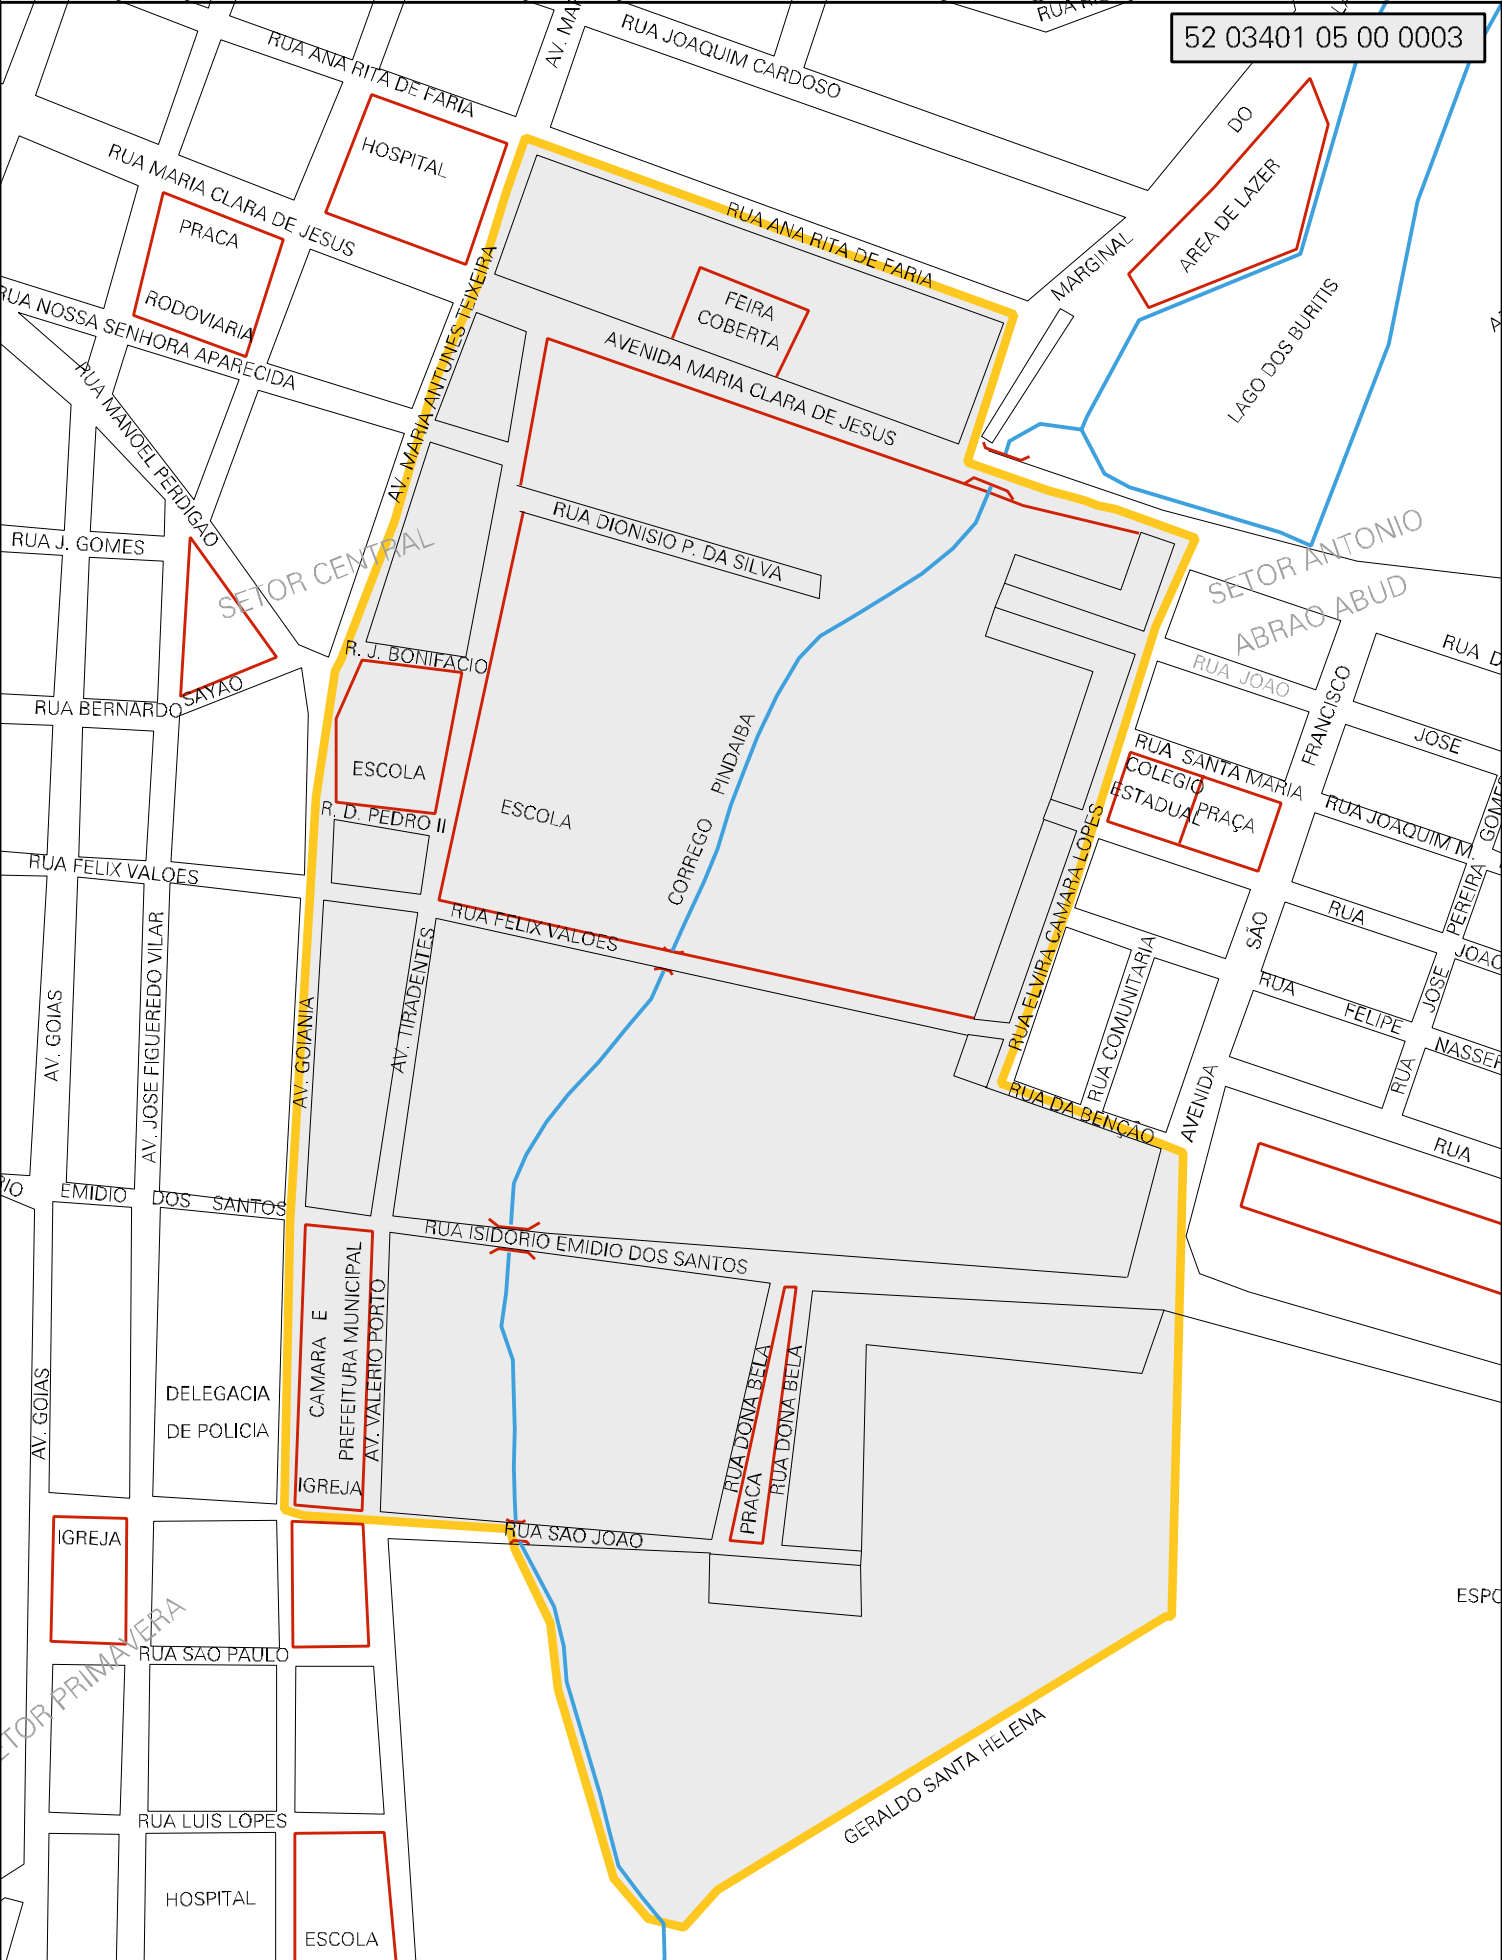 52 03401 05 00 0003
RUA JOAQUIM CARDOSO
RUA ANA RITA DE FARIA
DO
HOSPITAL
RUA MARIA CLARA DE JESUS
AREA DE LAZER
PRACA
RODOVIARIA
RUA ANA RITA DE FARIA
MARGINAL
FEIRA
COBERTA
LAGO DOS BURITIS
RUA NOSSA SENHORA APARECIDA
AV. MARIA ANTUNES TEIXEIRA
AVENIDA MARIA CLARA DE JESUS
RUA MANOEL PERDIGAO
RUA DIONISIO P. DA SILVA
RUA J. GOMES
SETOR CENTRAL
SETOR ANTONIO
ABRAO ABUD
R. J. BONIFACIO
RUA JOAO
RUA D
SAYAO
RUA BERNARDO
FRANCISCO
JOSE
CORREGO PINDAIBA
RUA SANTA MARIA
COLEGIO
ESTADUAL
PRAÇA
ESCOLA
ESCOLA
R. D. PEDRO II
RUA JOAQUIM M.
GOMES
RUA FELIX VALOES
RUA ELVIRA CAMARA LOPES
PEREIRA
RUA
RUA FELIX VALOES
AV. JOSE FIGUEREDO VILAR
AV. TIRADENTES
SÃO
RUA COMUNITARIA
JOSE
RUA
FELIPE
NASSER
AV. GOIAS
AV. GOIANIA
RUA
RUA DA BENÇÃO
AVENIDA
RUA
EMIDIO DOS SANTOS
RUA ISIDORIO EMIDIO DOS SANTOS
CAMARA E
PREFEITURA MUNICIPAL
AV. VALERIO PORTO
RUA DONA BELA
RUA DONA BELA
PRACA
AV. GOIAS
DELEGACIA
DE POLICIA
IGREJA
IGREJA
RUA SAO JOAO
ESPO
RUA SAO PAULO
ETOR PRIMAVERA
GERALDO SANTA HELENA
RUA LUIS LOPES
HOSPITAL
ESCOLA